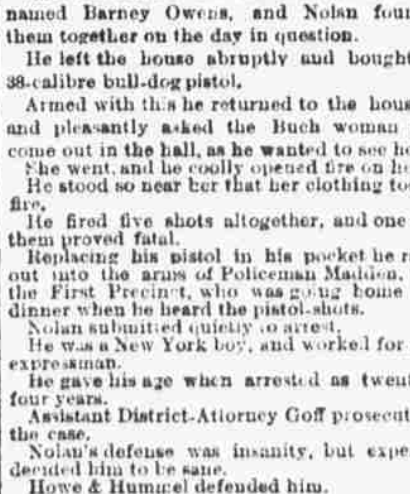 named Barney Owens, and Nolan four
them together on the day in question.
He left the house abruptly and bought
38-calibre bull-dog pistol.
Armed with this he returned to the hous
and pleasantly asked the Buch woman
come out in the hall, as he wanted to see he
She went, and he coolly opened fire on he
He stood so near her that her clothing to
fire.
He fired five shots altogether, and one
them proved fatal.
Replacing his pistol in his pocket he r
out into the arms of Policeman Madden,
the First Precinct, who was going home
dinner when he heard the pistol-shots.
Nolan submitted quietly to arrest.
He was a New York boy, and worked for
expressman.
He gave his age when arrested as twent
four years.
Assistant District-Attorney Goff prosecut
the case.
Nolan's defense was insanity, but expe
decided him to be sane.
Howe & Hummel defended him.